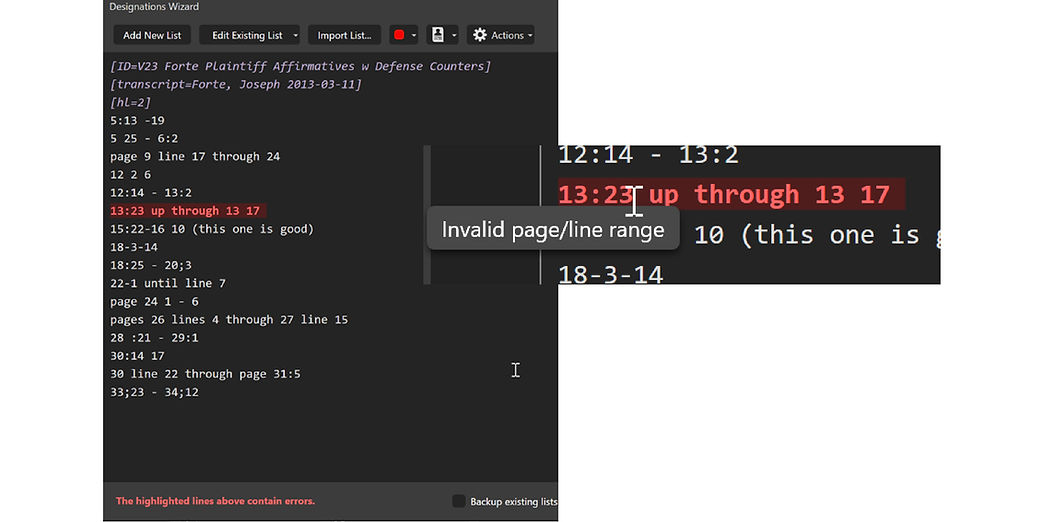 Designations Wizard
Add New List Edit Existing List Import List... Actions
[ID=V23 Forte Plaintiff Affirmatives w Defense Counters]
[transcript=Forte, Joseph 2013-03-11]
[hl=2]
5:13 -19
5 25 - 6:2
page 9 line 17 through 24
12 2 6
12:14 - 13:2
13:23 up through 13 17
15:22-16 10 (this one is good)
18-3-14
18:25 - 20;3
22-1 until line 7
page 24 1 - 6
pages 26 lines 4 through 27 line 15
28 :21 - 29:1
30:14 17
30 line 22 through page 31:5
33;23 - 34;12
The highlighted lines above contain errors. Backup existing lists
12:14 - 13:2
13:23 up through 13 17
Invalid page/line range
10 (this one is
18-3-14